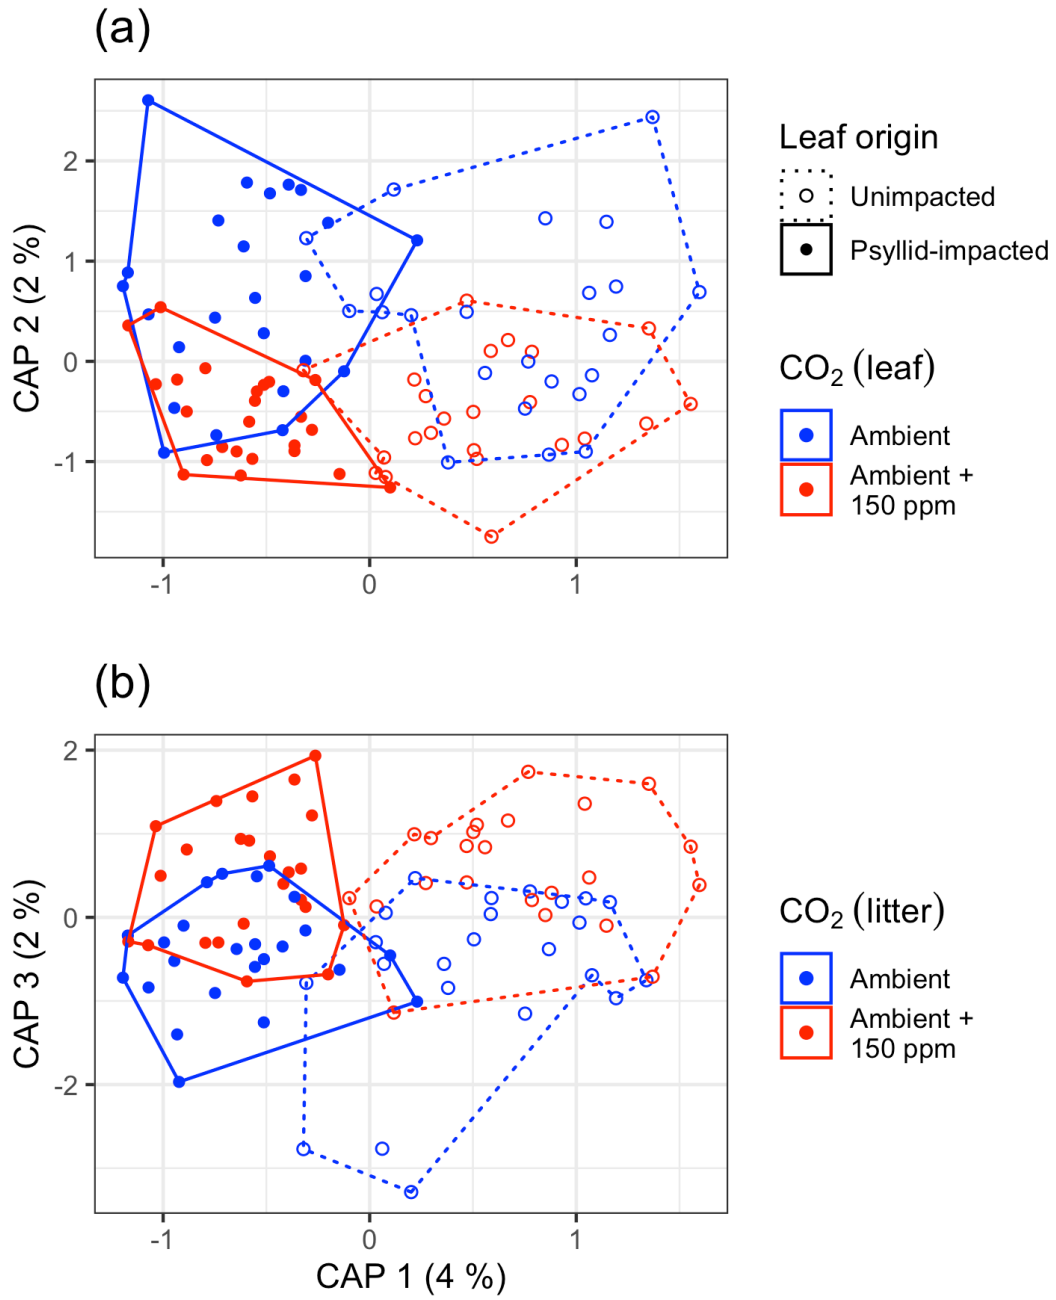 (a)
CAP 2 (2 %)
2
1
0
-1
-1
0
1
Leaf origin
Unimpacted
Psyllid-impacted
CO₂ (leaf)
Ambient
Ambient +
150 ppm
(b)
CAP 3 (2 %)
2
0
-2
-1
0
1
CAP 1 (4 %)
CO₂ (litter)
Ambient
Ambient +
150 ppm